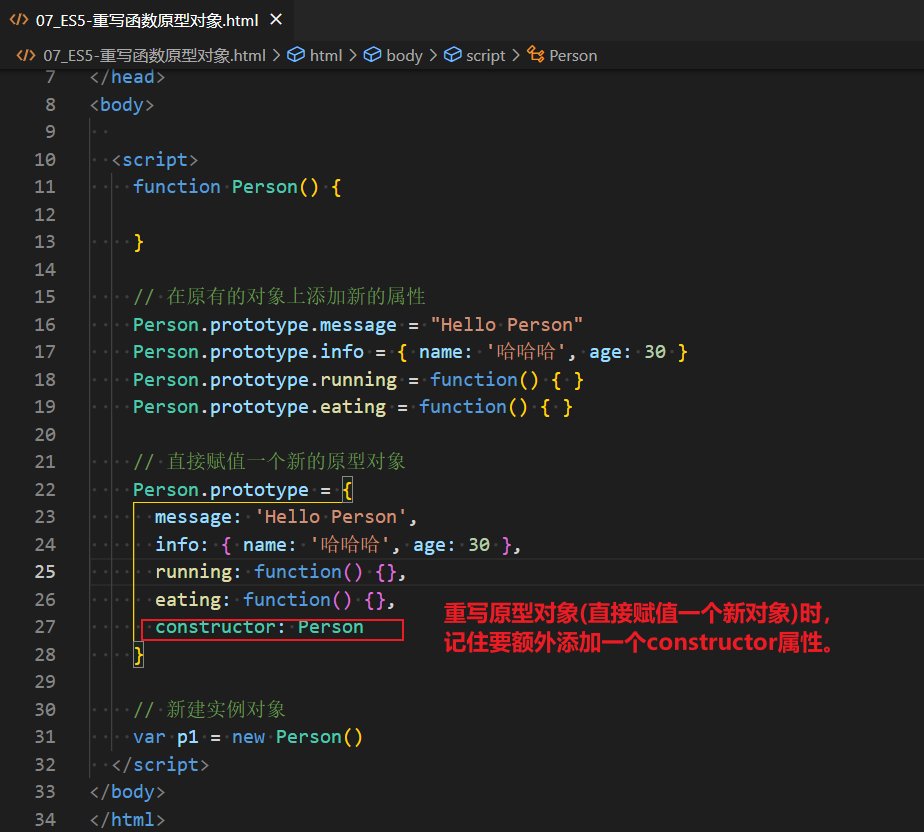 07_ES5-重写函数原型对象.html ×
07_ES5-重写函数原型对象.html > html > body > script > Person
7 </head>
8 <body>
9
10 <script>
11 function Person() {
12
13 }
14
15 // 在原有的对象上添加新的属性
16 Person.prototype.message = "Hello Person"
17 Person.prototype.info = { name: '哈哈哈', age: 30 }
18 Person.prototype.running = function() { }
19 Person.prototype.eating = function() { }
20
21 // 直接赋值一个新的原型对象
22 Person.prototype = {
23 message: 'Hello Person',
24 info: { name: '哈哈哈', age: 30 },
25 running: function() {},
26 eating: function() {},
27 constructor: Person
重写原型对象(直接赋值一个新对象)时,
记住要额外添加一个constructor属性。
28 }
29
30 // 新建实例对象
31 var p1 = new Person()
32 </script>
33 </body>
34 </html>